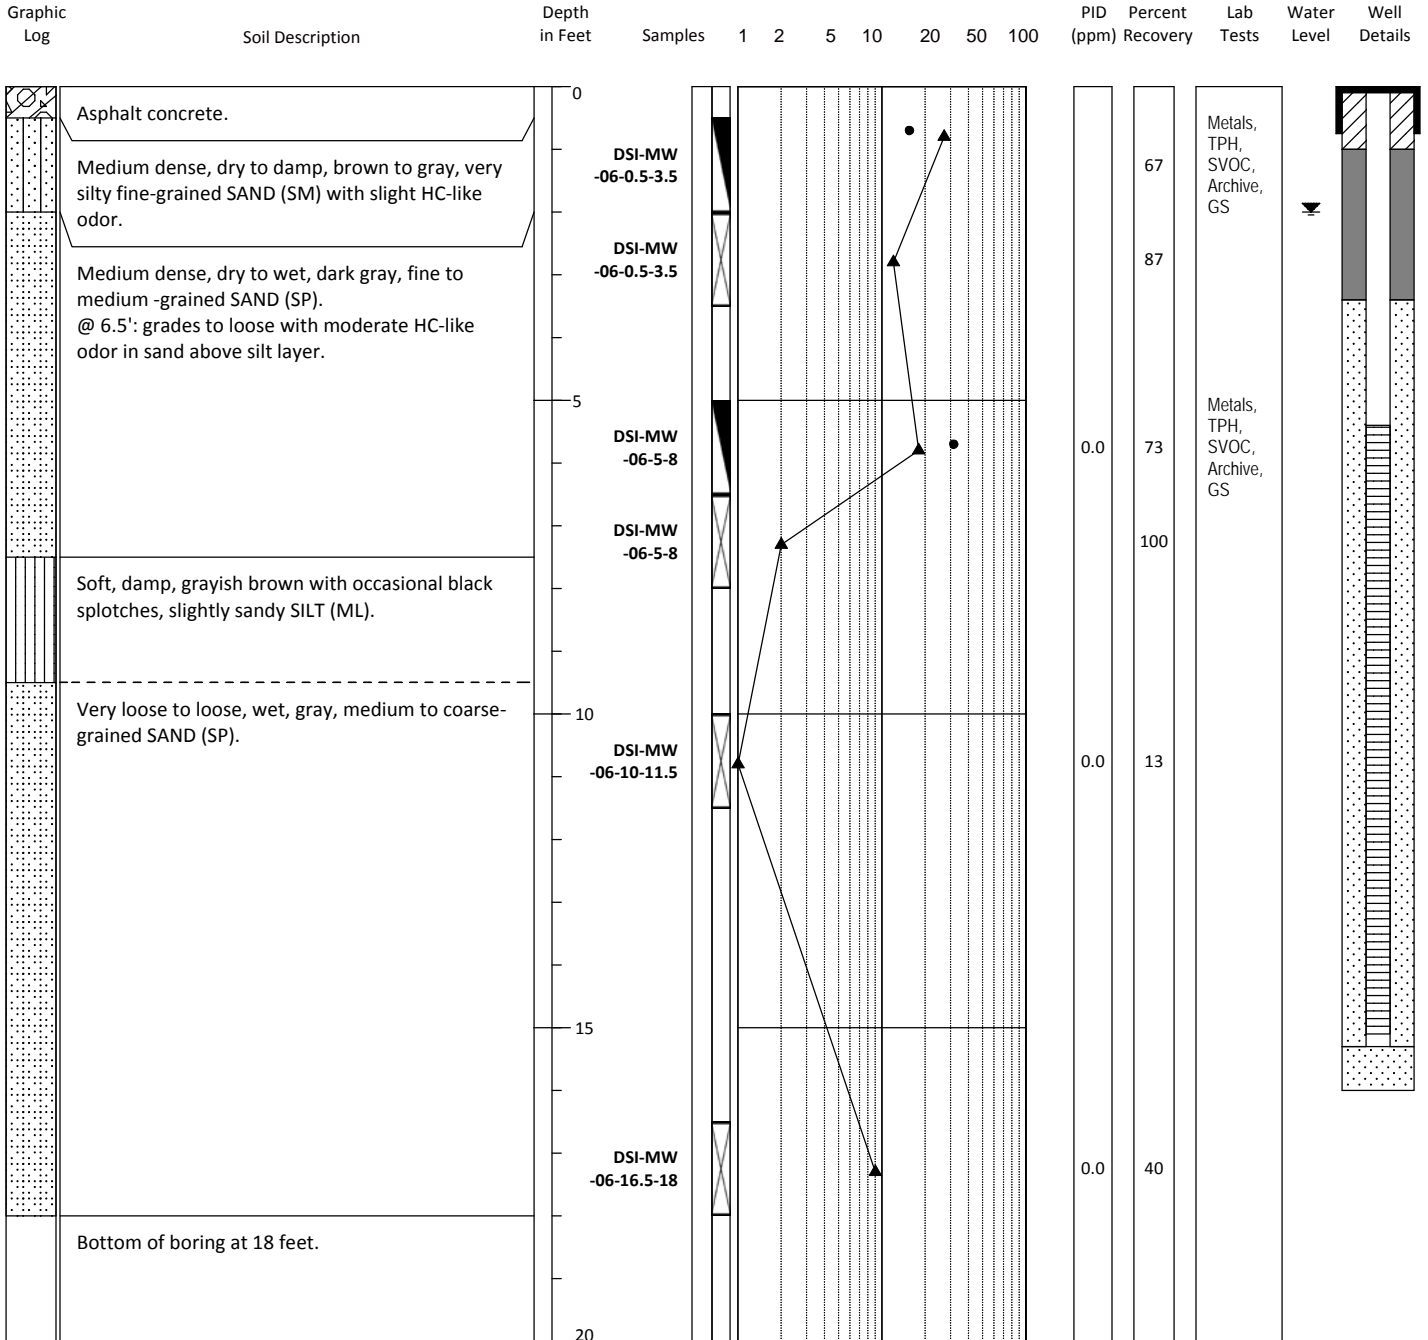 Graphic
Log
Soil Description
Depth
in Feet
Samples
1 2 5 10 20 50 100
PID
(ppm)
Percent
Recovery
Lab
Tests
Water
Level
Well
Details
0
Asphalt concrete.
Medium dense, dry to damp, brown to gray, very
silty fine-grained SAND (SM) with slight HC-like
odor.
DSI-MW
-06-0.5-3.5
67
Metals,
TPH,
SVOC,
Archive,
GS
DSI-MW
-06-0.5-3.5
87
Medium dense, dry to wet, dark gray, fine to
medium -grained SAND (SP).
@ 6.5': grades to loose with moderate HC-like
odor in sand above silt layer.
5
DSI-MW
-06-5-8
0.0
73
Metals,
TPH,
SVOC,
Archive,
GS
DSI-MW
-06-5-8
100
Soft, damp, grayish brown with occasional black
splotches, slightly sandy SILT (ML).
Very loose to loose, wet, gray, medium to coarse-
grained SAND (SP).
10
DSI-MW
-06-10-11.5
0.0
13
15
DSI-MW
-06-16.5-18
0.0
40
Bottom of boring at 18 feet.
20